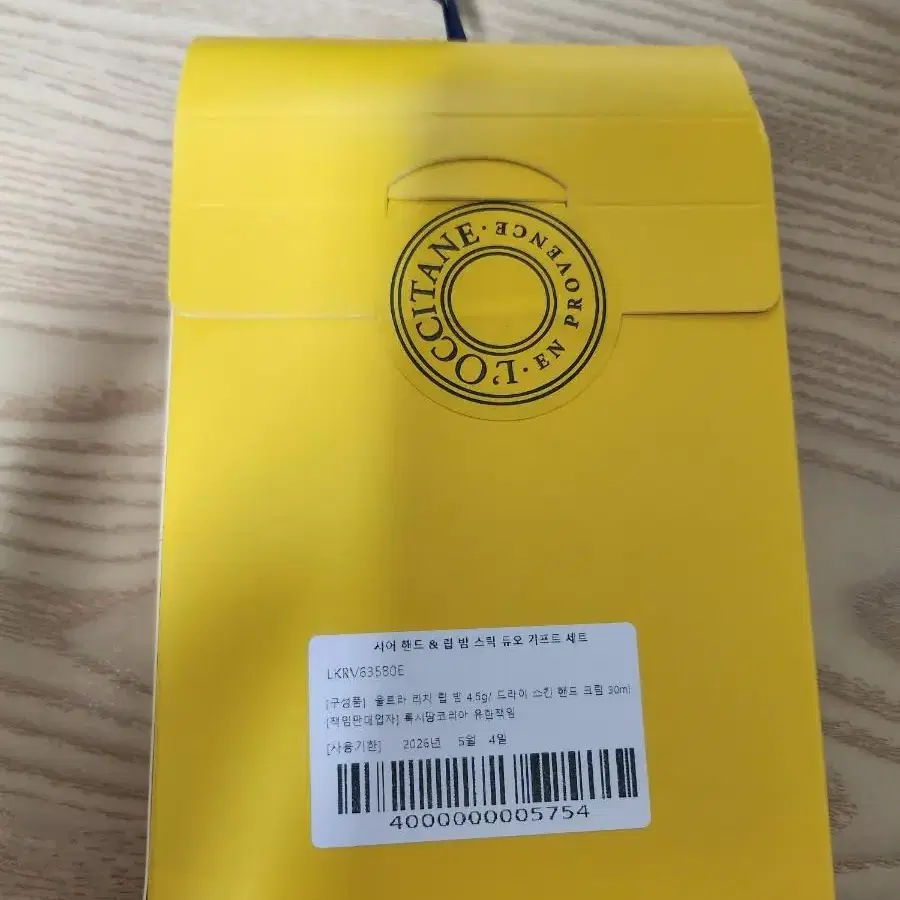 L'OCCITANE · EN PROVENCE ·
시어 핸드 & 립 밤 스틱 듀오 기프트 세트
LKRV63580E
[구성품] 울트라 리치 립 밤 4.5g/ 드라이 스킨 핸드 크림 30ml
[책임판매업자] 록시땅코리아 유한책임
[사용기한] 2026년 5월 4일
4000000005754